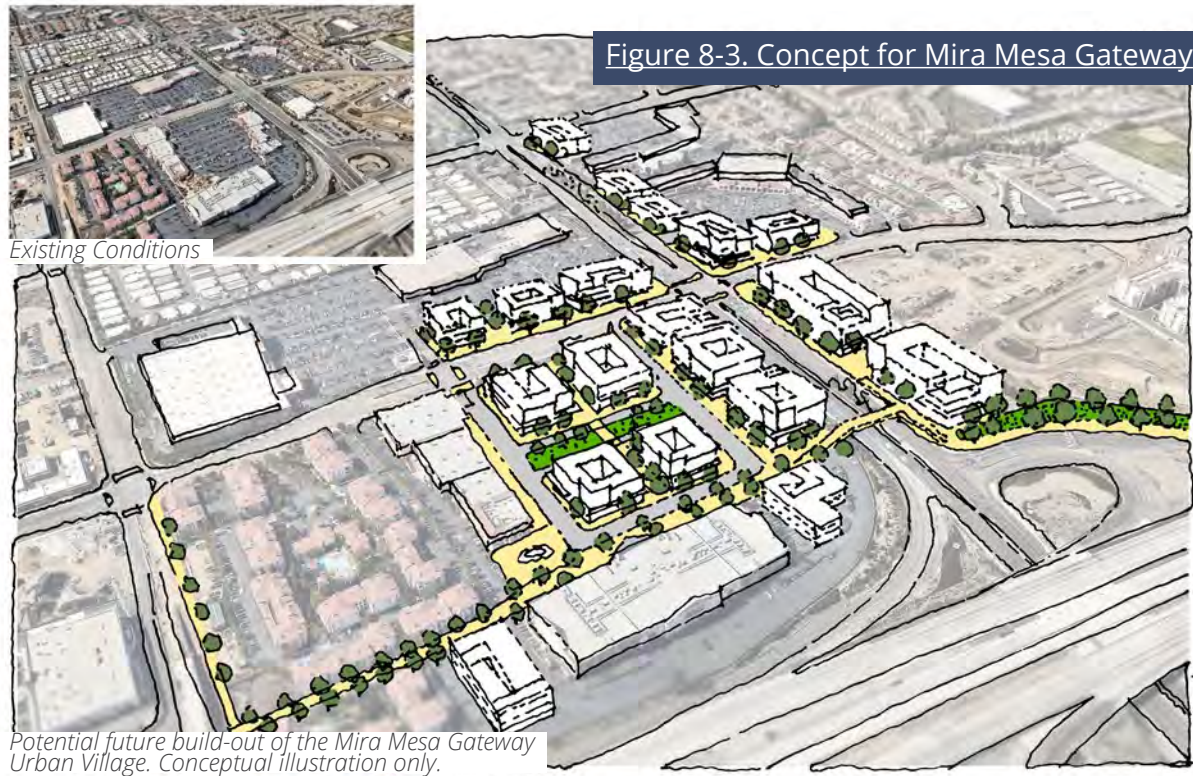 Figure 8-3. Concept for Mira Mesa Gateway
Existing Conditions
Potential future build-out of the Mira Mesa Gateway
Urban Village. Conceptual illustration only.